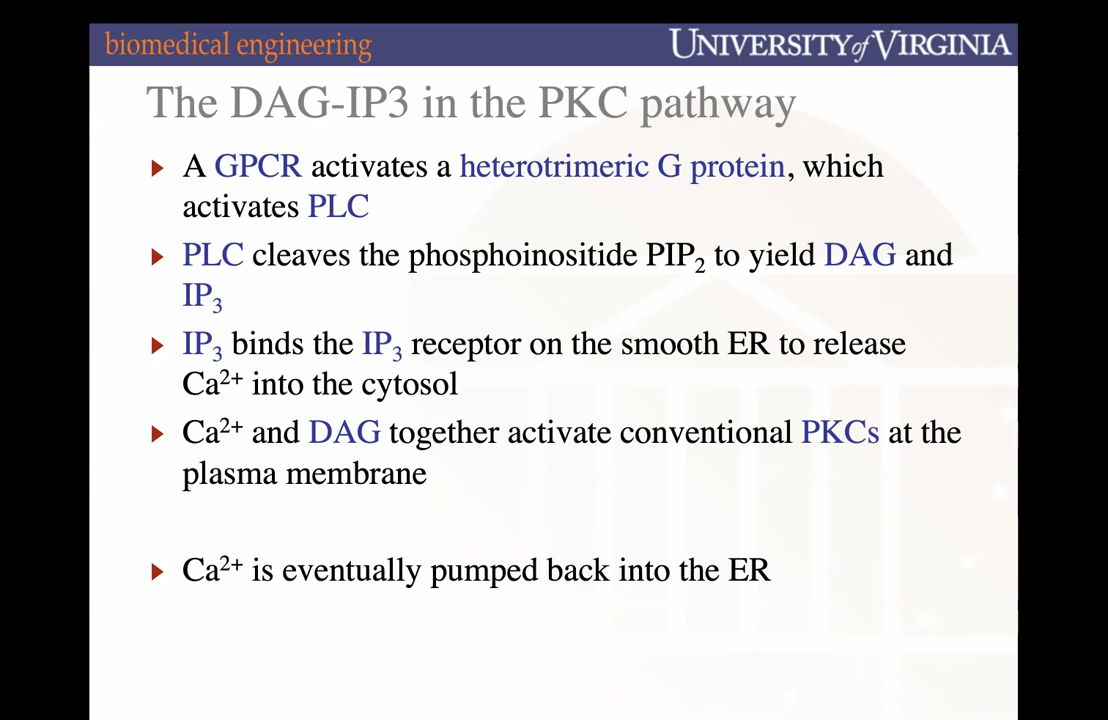 biomedical engineering
UNIVERSITY of VIRGINIA
The DAG-IP3 in the PKC pathway
A GPCR activates a heterotrimeric G protein, which
activates PLC
PLC cleaves the phosphoinositide PIP₂ to yield DAG and
IP₃
IP₃ binds the IP₃ receptor on the smooth ER to release
Ca²⁺ into the cytosol
Ca²⁺ and DAG together activate conventional PKCs at the
plasma membrane
Ca²⁺ is eventually pumped back into the ER